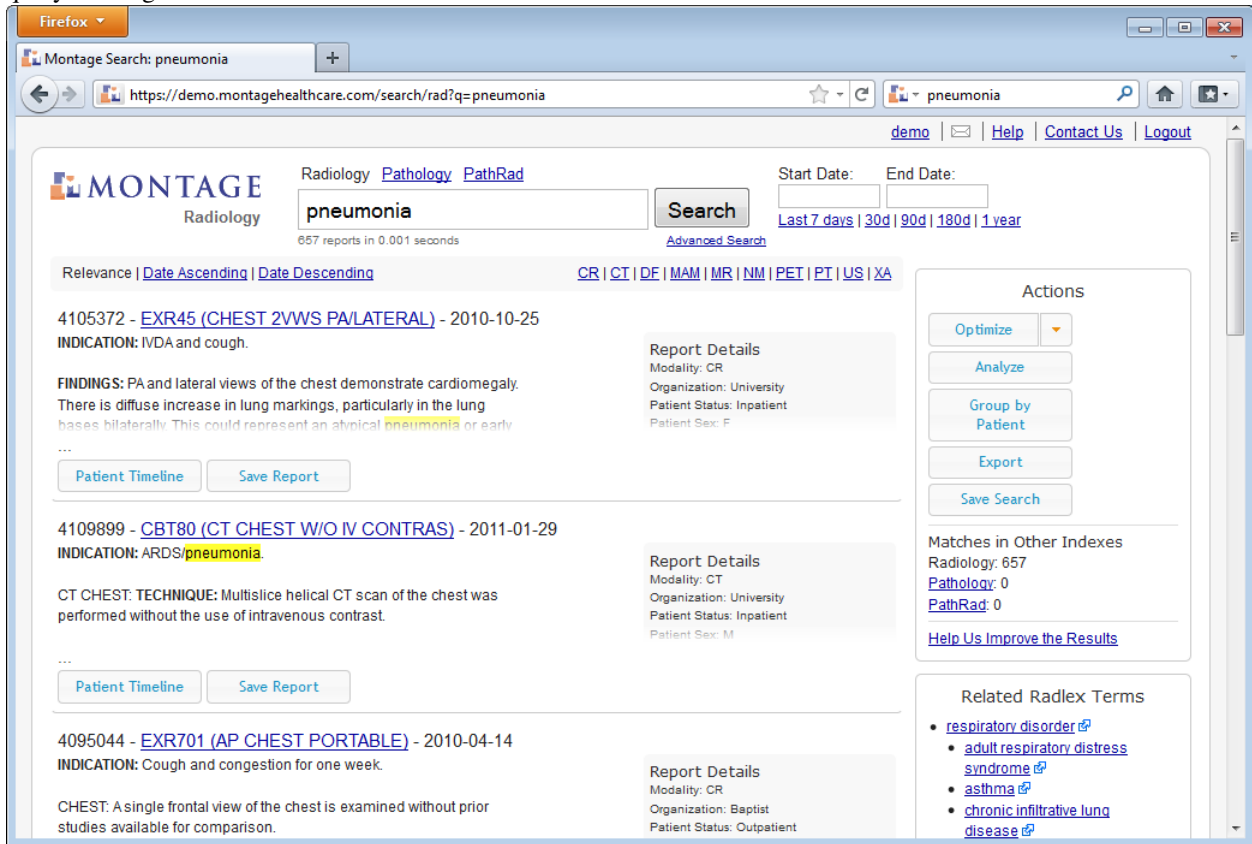 Firefox
Montage Search: pneumonia
https://demo.montagehealthcare.com/search/rad?q=pneumonia
pneumonia
demo | Help | Contact Us | Logout
MONTAGE
Radiology
Radiology Pathology PathRad
pneumonia
Search
657 reports in 0.001 seconds
Advanced Search
Start Date: End Date:
Last 7 days | 30d | 90d | 180d | 1 year
Relevance | Date Ascending | Date Descending
CR | CT | DF | MAM | MR | NM | PET | PT | US | XA
4105372 - EXR45 (CHEST 2VWS PA/LATERAL) - 2010-10-25
INDICATION: IVDA and cough.
FINDINGS: PA and lateral views of the chest demonstrate cardiomegaly.
There is diffuse increase in lung markings, particularly in the lung
bases bilaterally. This could represent an atypical pneumonia or early
...
Report Details
Modality: CR
Organization: University
Patient Status: Inpatient
Patient Sex: F
Patient Timeline
Save Report
4109899 - CBT80 (CT CHEST W/O IV CONTRAS) - 2011-01-29
INDICATION: ARDS/pneumonia.
CT CHEST: TECHNIQUE: Multislice helical CT scan of the chest was
performed without the use of intravenous contrast.
...
Report Details
Modality: CT
Organization: University
Patient Status: Inpatient
Patient Sex: M
Patient Timeline
Save Report
4095044 - EXR701 (AP CHEST PORTABLE) - 2010-04-14
INDICATION: Cough and congestion for one week.
CHEST: A single frontal view of the chest is examined without prior
studies available for comparison.
Report Details
Modality: CR
Organization: Baptist
Patient Status: Outpatient
Actions
Optimize
Analyze
Group by
Patient
Export
Save Search
Matches in Other Indexes
Radiology: 657
Pathology: 0
PathRad: 0
Help Us Improve the Results
Related Radlex Terms
respiratory disorder
adult respiratory distress
syndrome
asthma
chronic infiltrative lung
disease